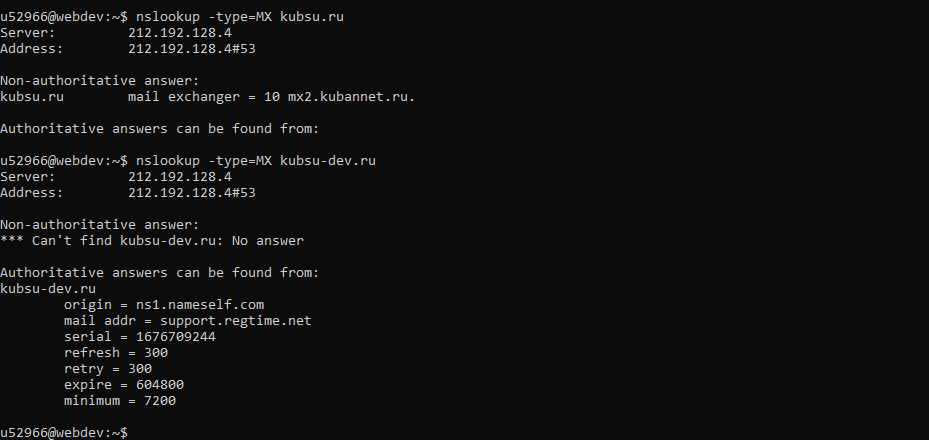 u52966@webdev:~$ nslookup -type=MX kubsu.ru
Server:         212.192.128.4
Address:        212.192.128.4#53
Non-authoritative answer:
kubsu.ru        mail exchanger = 10 mx2.kubannet.ru.
Authoritative answers can be found from:
u52966@webdev:~$ nslookup -type=MX kubsu-dev.ru
Server:         212.192.128.4
Address:        212.192.128.4#53
Non-authoritative answer:
*** Can't find kubsu-dev.ru: No answer
Authoritative answers can be found from:
kubsu-dev.ru
        origin = ns1.nameself.com
        mail addr = support.regtime.net
        serial = 1676709244
        refresh = 300
        retry = 300
        expire = 604800
        minimum = 7200
u52966@webdev:~$